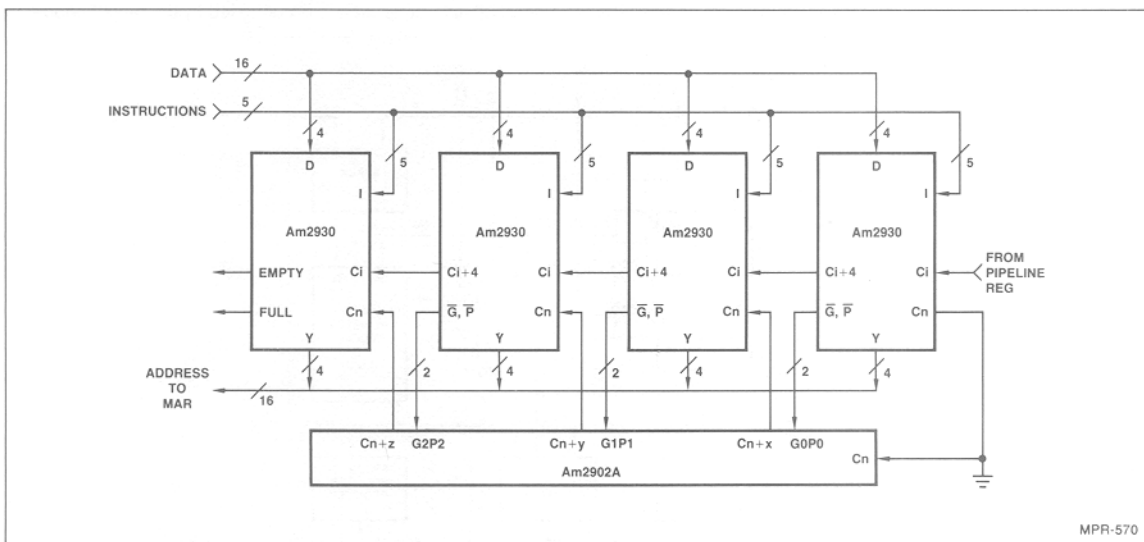 DATA 16
INSTRUCTIONS 5
4 4 4 4
5 5 5 5
D D D D
I I I I
Am2930 Am2930 Am2930 Am2930
EMPTY Ci Ci+4 Ci Ci+4 Ci Ci+4 Ci FROM PIPELINE REG
FULL Cn G̅, P̅ Cn G̅, P̅ Cn G̅, P̅ Cn
Y Y Y Y
4 2 4 2 4 2 4
ADDRESS TO MAR 16
Cn+z G2P2 Cn+y G1P1 Cn+x G0P0
Cn
Am2902A
MPR-570